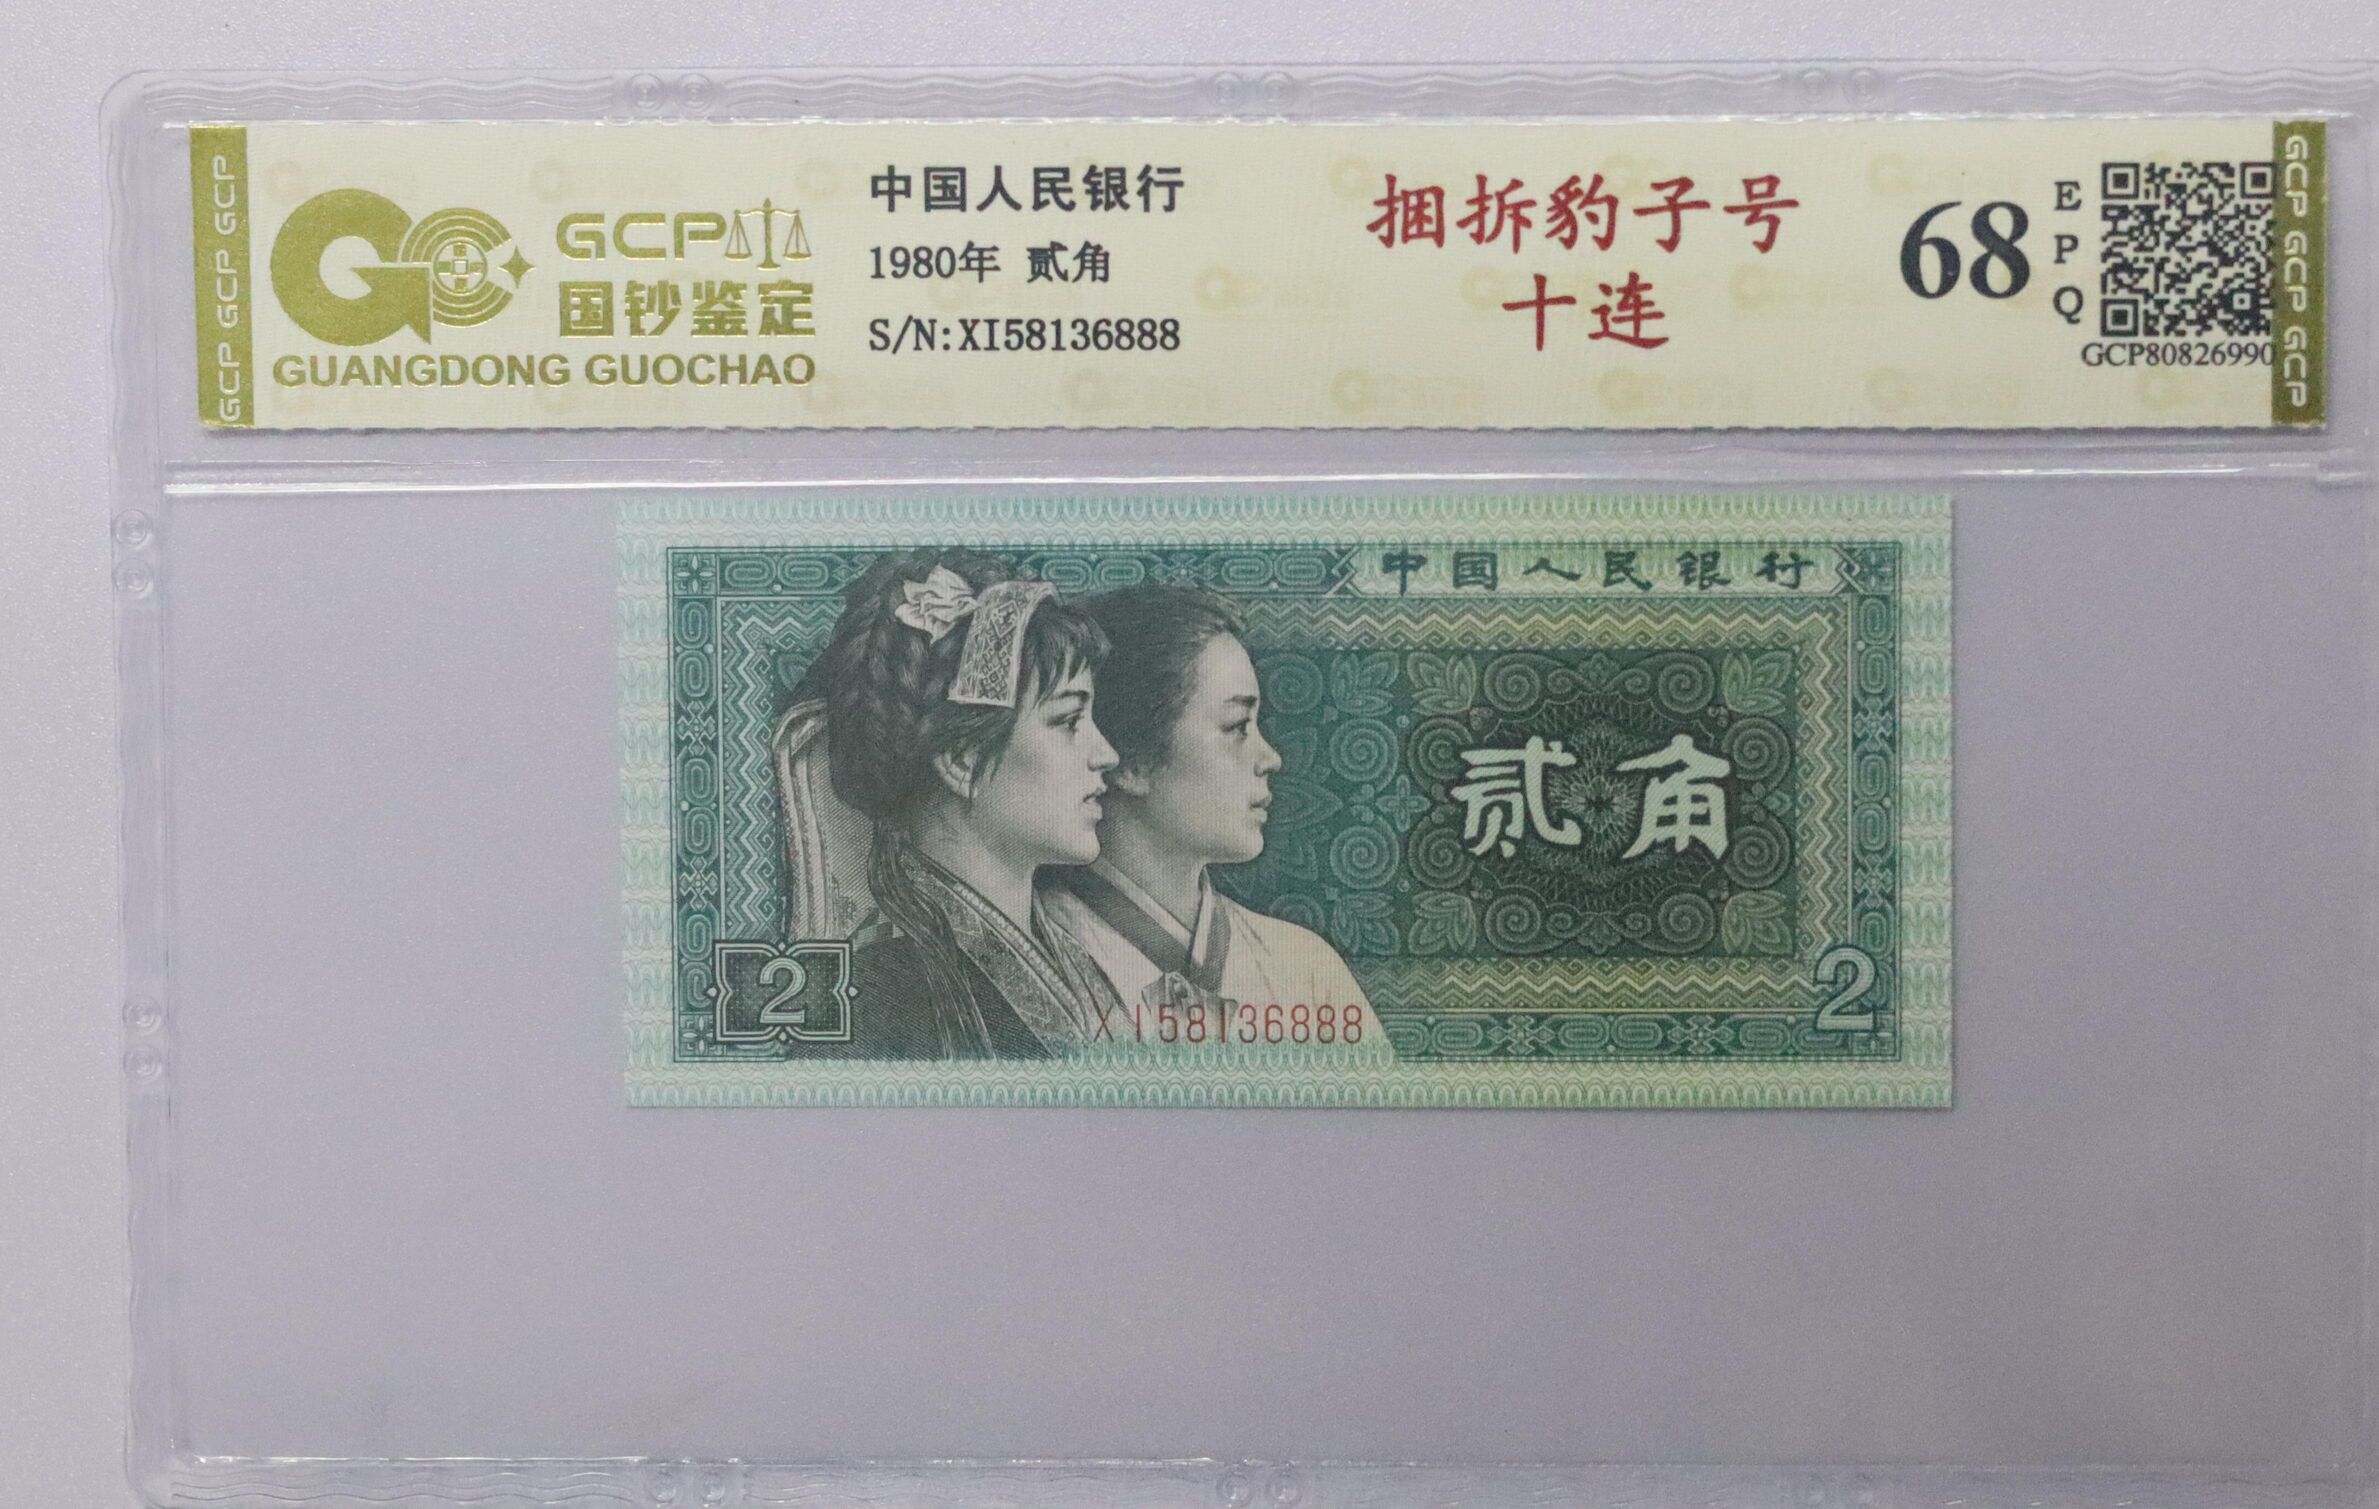 GCP GCP GCP
GCP
国钞鉴定
GUANGDONG GUOCHAO
中国人民银行
1980年 贰角
S/N:XI58136888
捆拆豹子号
十连
68
E
P
Q
GCP80826990
GCP GCP GCP
中国人民银行
贰角
2
XI58136888
2